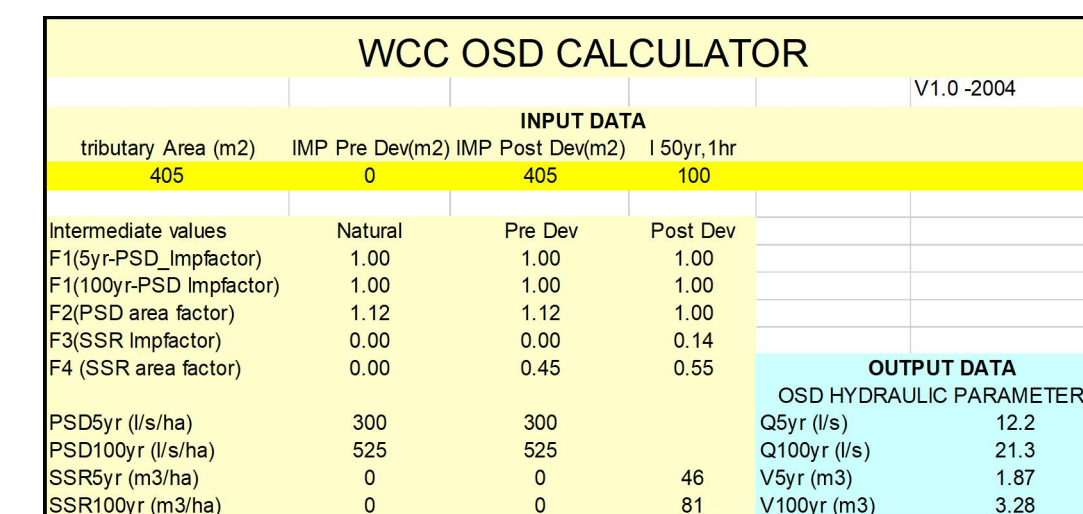 WCC OSD CALCULATOR
V1.0 -2004
INPUT DATA
tributary Area (m2) IMP Pre Dev(m2) IMP Post Dev(m2) I 50yr,1hr
405 0 405 100
Intermediate values Natural Pre Dev Post Dev
F1(5yr-PSD_Impfactor) 1.00 1.00 1.00
F1(100yr-PSD Impfactor) 1.00 1.00 1.00
F2(PSD area factor) 1.12 1.12 1.00
F3(SSR Impfactor) 0.00 0.00 0.14
F4 (SSR area factor) 0.00 0.45 0.55 OUTPUT DATA
OSD HYDRAULIC PARAMETER
PSD5yr (l/s/ha) 300 300 Q5yr (l/s) 12.2
PSD100yr (l/s/ha) 525 525 Q100yr (l/s) 21.3
SSR5yr (m3/ha) 0 0 46 V5yr (m3) 1.87
SSR100yr (m3/ha) 0 0 81 V100yr (m3) 3.28